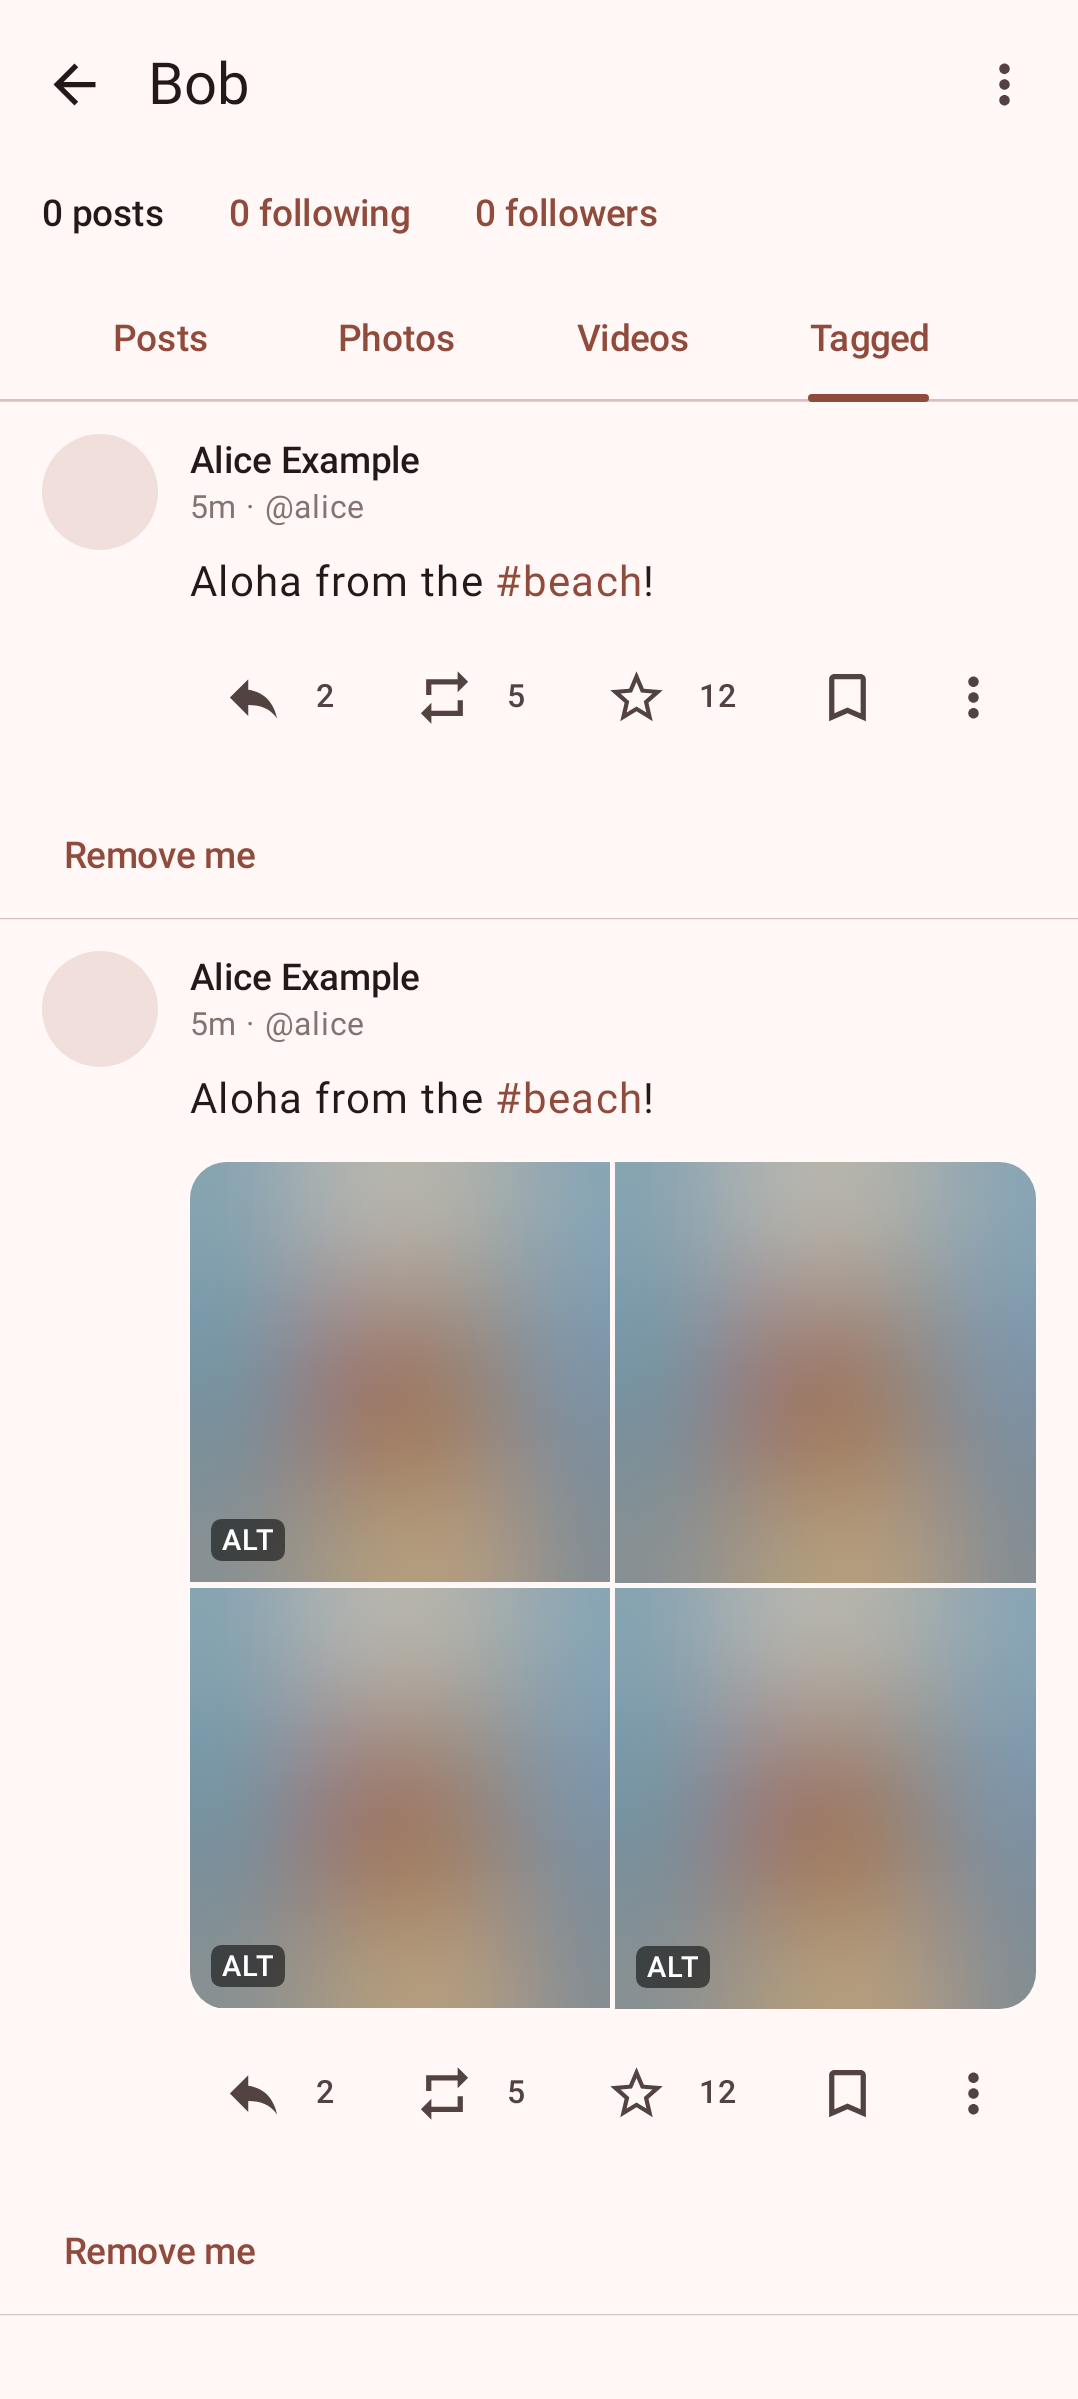 Bob
0 posts 0 following 0 followers
Posts Photos Videos Tagged
Alice Example
5m · @alice
Aloha from the #beach!
2 5 12
Remove me
Alice Example
5m · @alice
Aloha from the #beach!
ALT
ALT ALT
2 5 12
Remove me